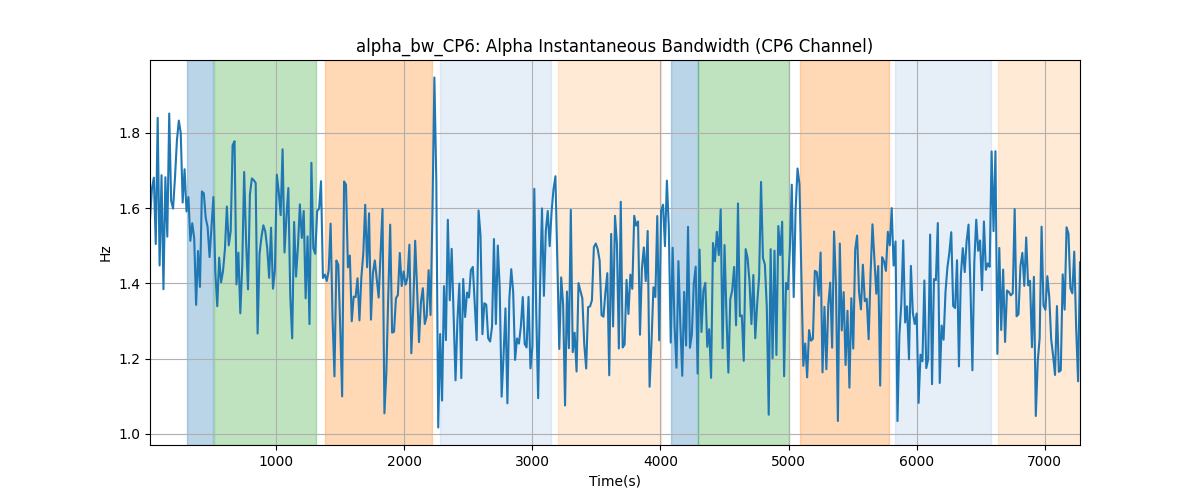 alpha_bw_CP6: Alpha Instantaneous Bandwidth (CP6 Channel)
Hz
1.8
1.6
1.4
1.2
1.0
1000 2000 3000 4000 5000 6000 7000
Time(s)